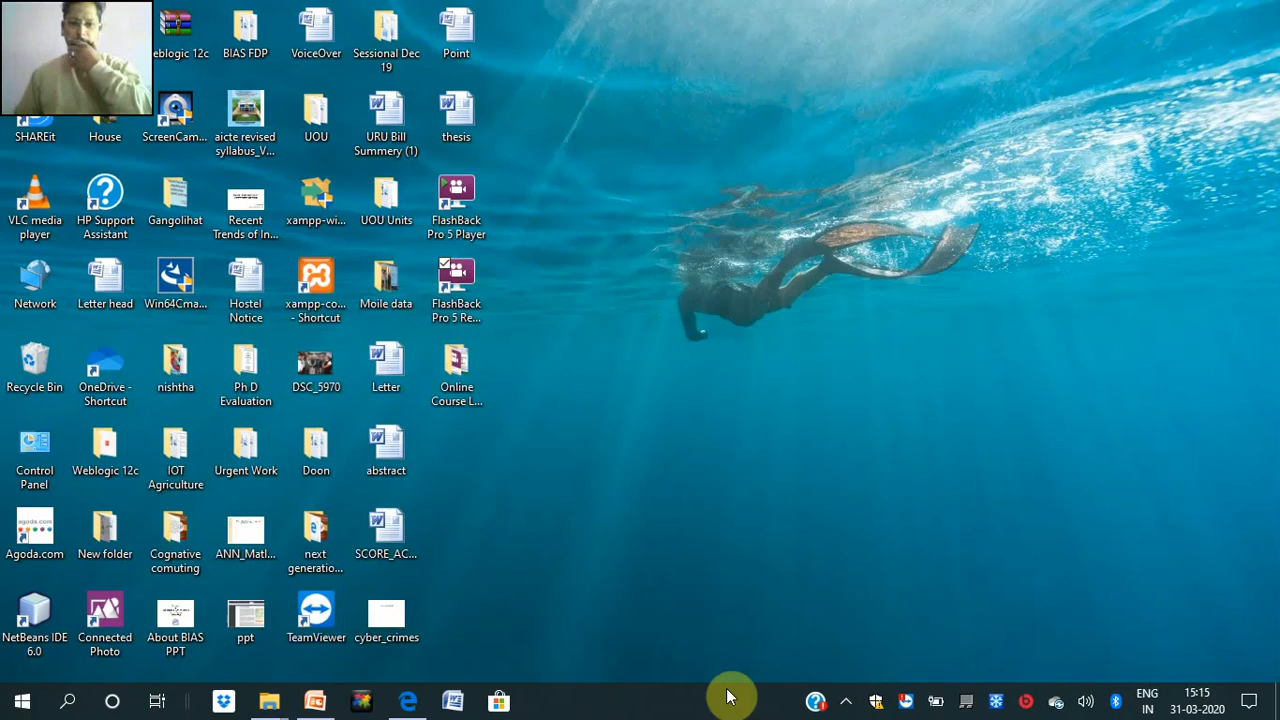 eblogic 12c
BIAS FDP
VoiceOver
Sessional Dec
19
Point
SHAREit
House
ScreenCam...
aicte revised
syllabus_V...
UOU
URU Bill
Summery (1)
thesis
VLC media
player
HP Support
Assistant
Gangolihat
Recent
Trends of In...
xampp-wi...
UOU Units
FlashBack
Pro 5 Player
Network
Letter head
Win64Cma...
Hostel
Notice
xampp-co...
- Shortcut
Moile data
FlashBack
Pro 5 Re...
Recycle Bin
OneDrive -
Shortcut
nishtha
Ph D
Evaluation
DSC_5970
Letter
Online
Course L...
Control
Panel
Weblogic 12c
IOT
Agriculture
Urgent Work
Doon
abstract
agoda.com
Agoda.com
New folder
Cognative
comuting
ANN_Matl...
next
generatio...
SCORE_AC...
NetBeans IDE
6.0
Connected
Photo
About BIAS
PPT
ppt
TeamViewer
cyber_crimes
ENG
IN
31-03-2020